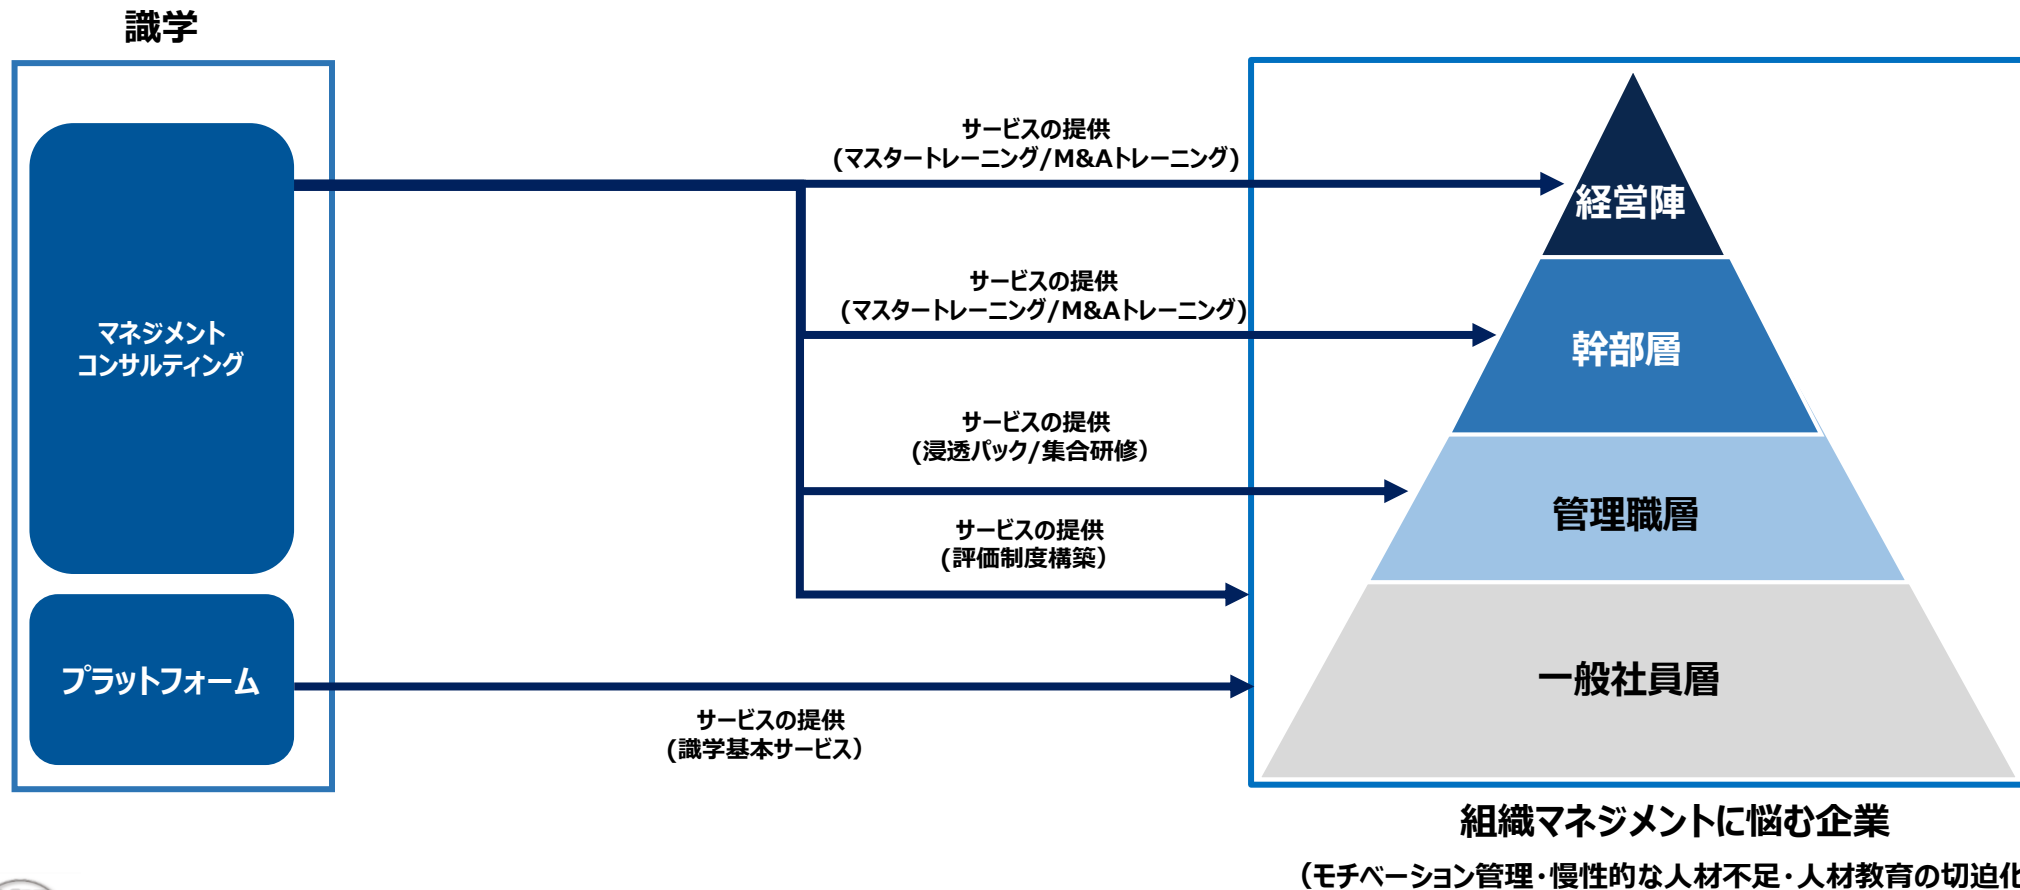 識学
マネジメント
コンサルティング
プラットフォーム
サービスの提供
(マスタートレーニング/M&Aトレーニング)
サービスの提供
(マスタートレーニング/M&Aトレーニング)
サービスの提供
(浸透パック/集合研修）
サービスの提供
(評価制度構築）
サービスの提供
(識学基本サービス）
経営陣
幹部層
管理職層
一般社員層
組織マネジメントに悩む企業
（モチベーション管理・慢性的な人材不足・人材教育の切迫化